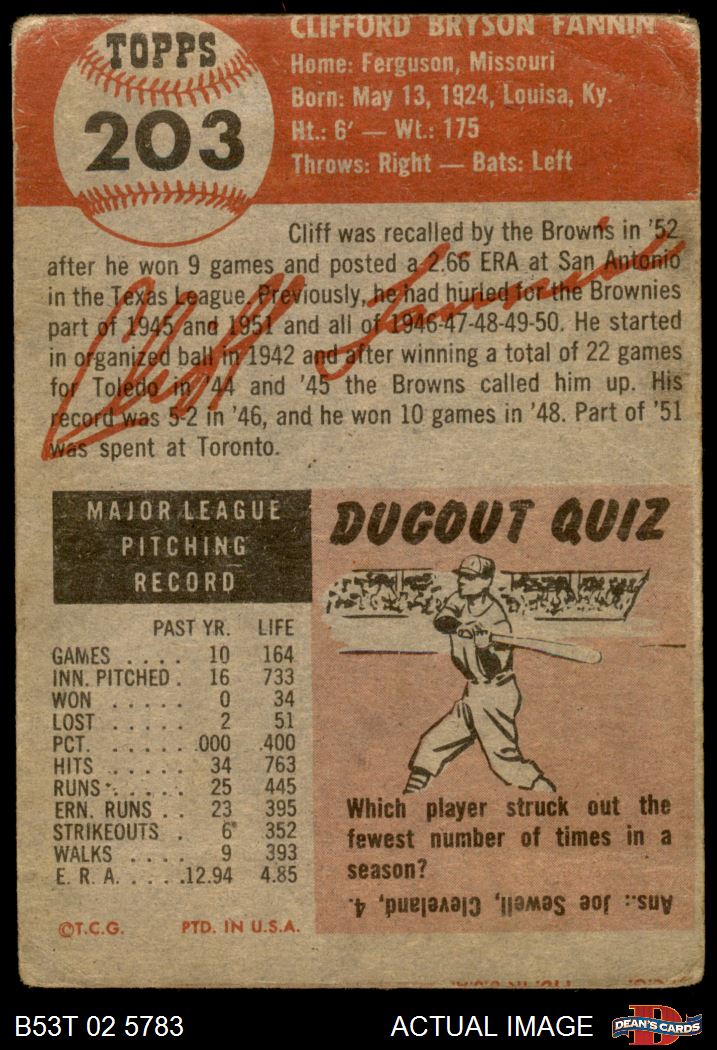 TOPPS
203
CLIFFORD BRYSON FANNIN
Home: Ferguson, Missouri
Born: May 13, 1924, Louisa, Ky.
Ht.: 6' — Wt.: 175
Throws: Right — Bats: Left
Cliff was recalled by the Browns in '52
after he won 9 games and posted a 2.66 ERA at San Antonio
in the Texas League. Previously, he had hurled for the Brownies
part of 1945 and 1951 and all of 1946-47-48-49-50. He started
in organized ball in 1942 and after winning a total of 22 games
for Toledo in '44 and '45 the Browns called him up. His
record was 5-2 in '46, and he won 10 games in '48. Part of '51
was spent at Toronto.
Cliff Fannin
MAJOR LEAGUE
PITCHING
RECORD
PAST YR. LIFE
GAMES . . . . 10 164
INN. PITCHED . 16 733
WON . . . . . 0 34
LOST . . . . . 2 51
PCT. . . . . . .000 .400
HITS . . . . . 34 763
RUNS . . . . . 25 445
ERN. RUNS . . 23 395
STRIKEOUTS . 6 352
WALKS . . . . 9 393
E. R. A. . . . .12.94 4.85
©T.C.G. PTD. IN U.S.A.
DUGOUT QUIZ
Which player struck out the
fewest number of times in a
season?
Ans.: Joe Sewell, Cleveland, 4.
B53T 02 5783
ACTUAL IMAGE
D
DEAN'S CARDS